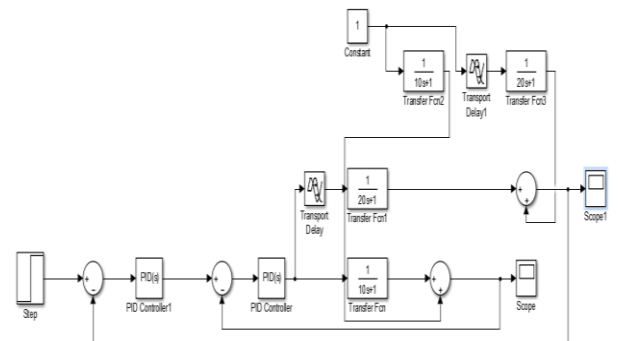 1
Constant
1
10s+1
Transfer Fcn2
Transport
Delay1
1
20s+1
Transfer Fcn3
Transport
Delay
1
20s+1
Transfer Fcn1
+
+
Scope1
Step
+
−
PID(s)
PID Controller1
+
−
PID(s)
PID Controller
1
10s+1
Transfer Fcn
+
+
Scope